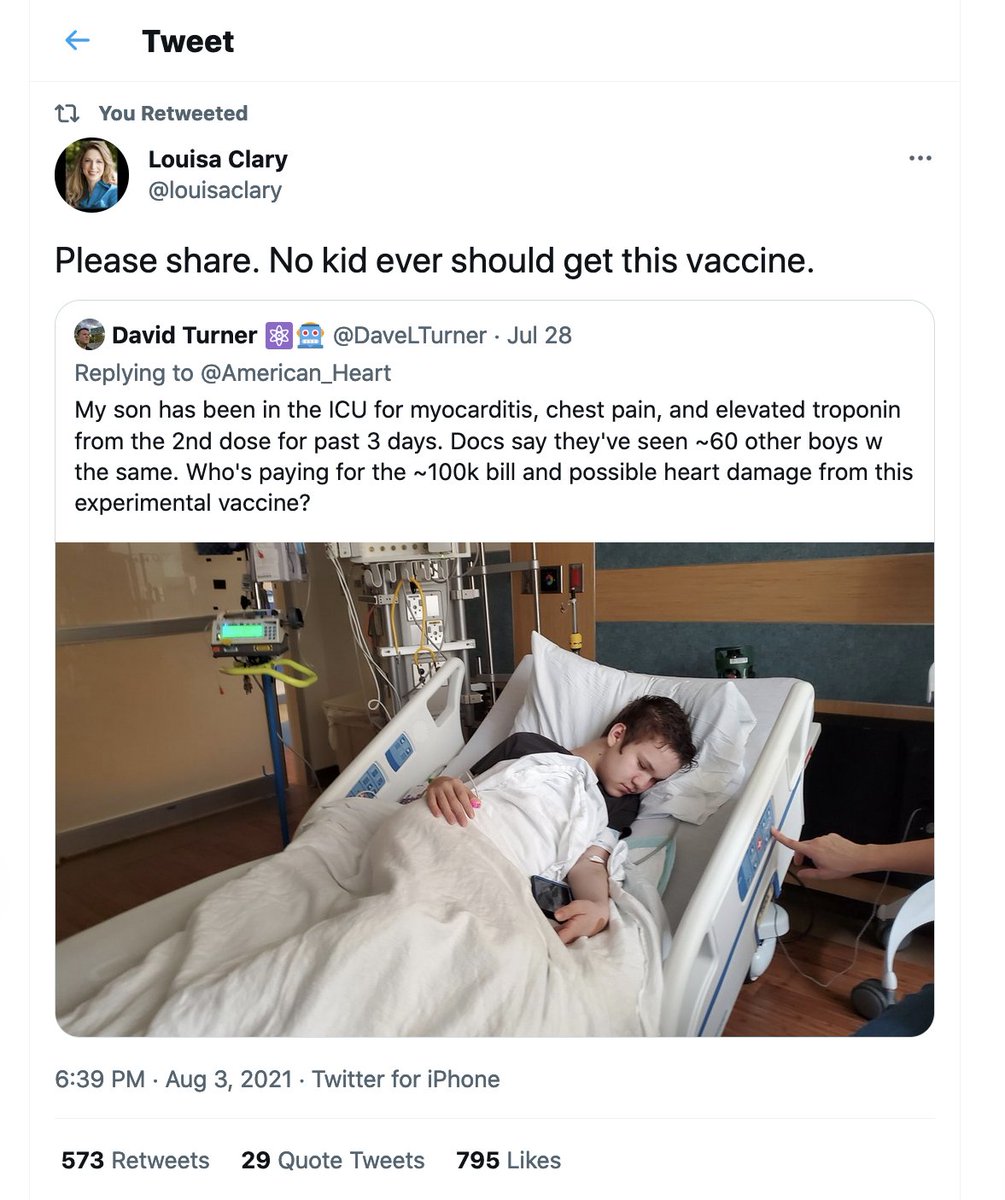 Tweet
You Retweeted
Louisa Clary
@louisaclary
Please share. No kid ever should get this vaccine.
David Turner ⚛️🤖 @DaveLTurner · Jul 28
Replying to @American_Heart
My son has been in the ICU for myocarditis, chest pain, and elevated troponin
from the 2nd dose for past 3 days. Docs say they've seen ~60 other boys w
the same. Who's paying for the ~100k bill and possible heart damage from this
experimental vaccine?
6:39 PM · Aug 3, 2021 · Twitter for iPhone
573 Retweets 29 Quote Tweets 795 Likes